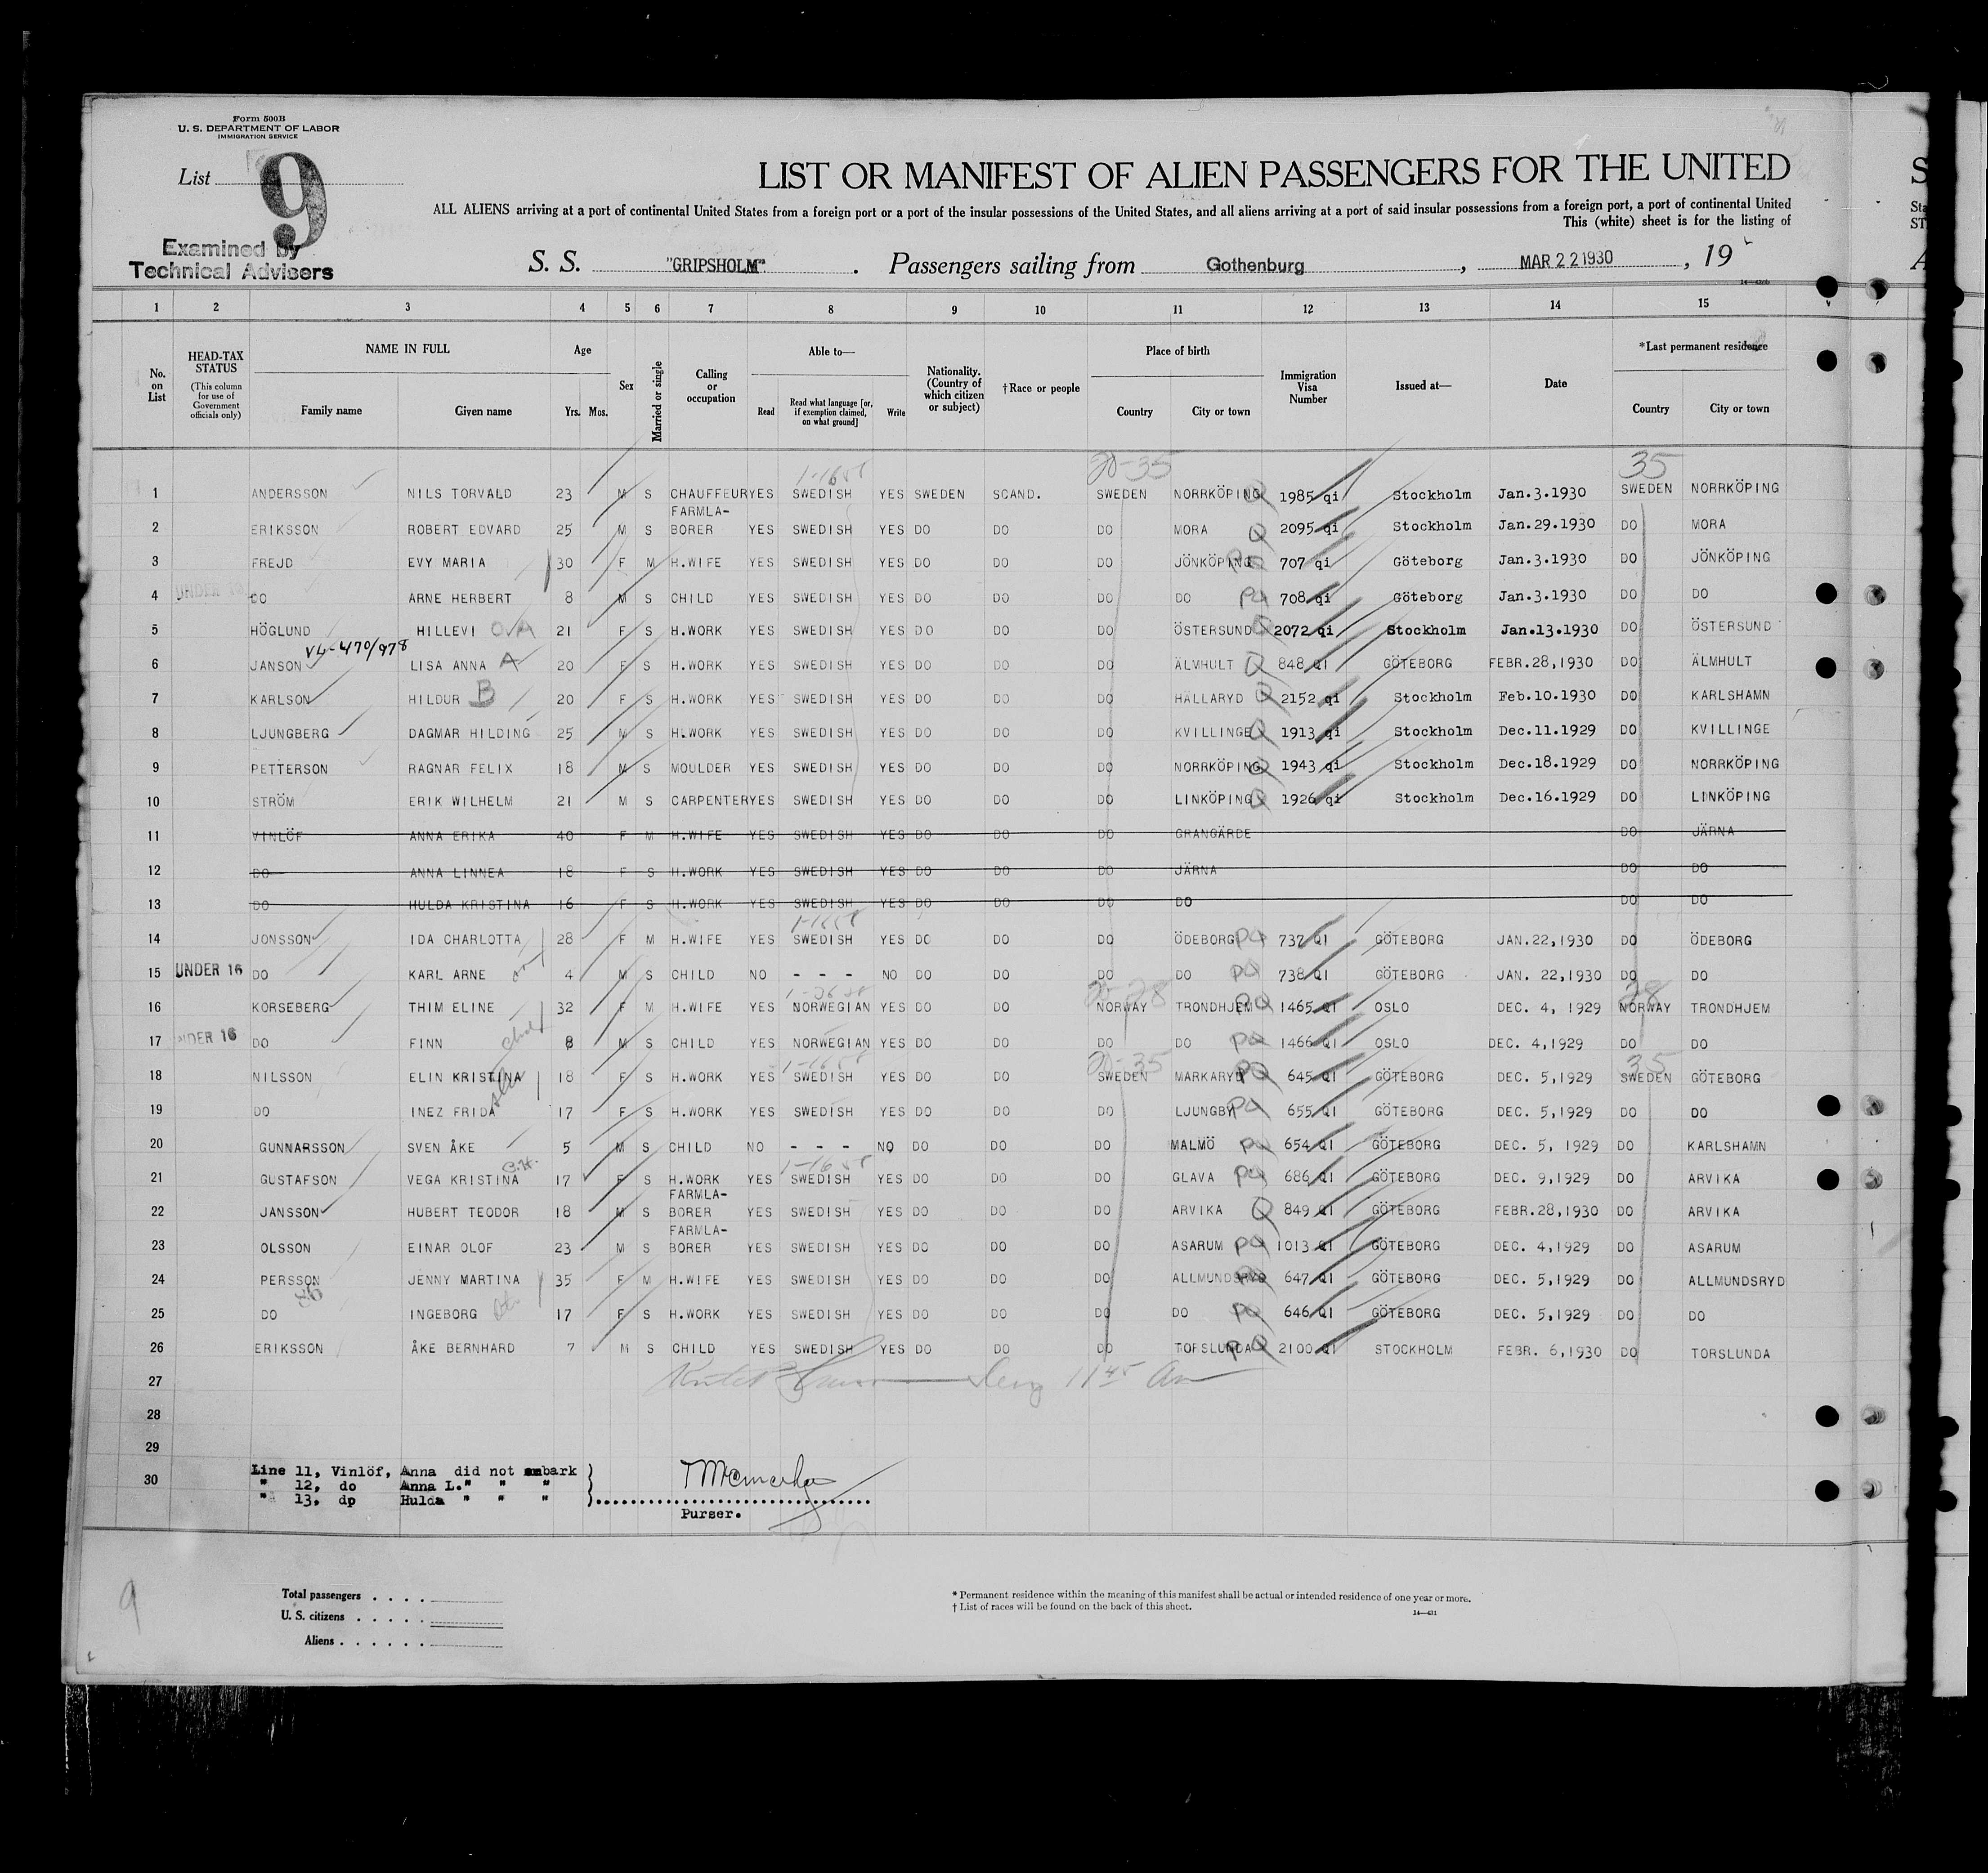 Form 500B
U. S. DEPARTMENT OF LABOR
IMMIGRATION SERVICE
List 9
LIST OR MANIFEST OF ALIEN PASSENGERS FOR THE UNITED
ALL ALIENS arriving at a port of continental United States from a foreign port or a port of the insular possessions of the United States, and all aliens arriving at a port of said insular possessions from a foreign port, a port of continental United
This (white) sheet is for the listing of
Examined by
Technical Advisers
S. S. "GRIPSHOLM". Passengers sailing from Gothenburg, MAR 22 1930, 19
1 2 3 4 5 6 7 8 9 10 11 12 13 14 15
No. on List
HEAD-TAX STATUS
(This column for use of Government officials only)
NAME IN FULL
Family name Given name
Age
Yrs. Mos.
Sex
Married or single
Calling or occupation
Able to—
Read Read what language [or, if exemption claimed, on what ground] Write
Nationality. (Country of which citizen or subject)
†Race or people
Place of birth
Country City or town
Immigration Visa Number
Issued at—
Date
*Last permanent residence
Country City or town
20-35 35
1 ANDERSSON NILS TORVALD 23 M S CHAUFFEUR YES SWEDISH YES SWEDEN SCAND. SWEDEN NORRKÖPING 1985 qi Stockholm Jan.3.1930 SWEDEN NORRKÖPING
2 ERIKSSON ROBERT EDVARD 25 M S FARMLA-BORER YES SWEDISH YES DO DO DO MORA Q 2095 qi Stockholm Jan.29.1930 DO MORA
3 FREJD EVY MARIA 30 F M H.WIFE YES SWEDISH YES DO DO DO JÖNKÖPING 707 qi Göteborg Jan.3.1930 DO JÖNKÖPING
4 UNDER 16 DO ARNE HERBERT 8 M S CHILD YES SWEDISH YES DO DO DO DO PQ 708 qi Göteborg Jan.3.1930 DO DO
5 HÖGLUND HILLEVI 21 F S H.WORK YES SWEDISH YES DO DO DO ÖSTERSUND Q 2072 qi Stockholm Jan.13.1930 DO ÖSTERSUND
V4-470/978
6 JANSON LISA ANNA A 20 F S H.WORK YES SWEDISH YES DO DO DO ÄLMHULT Q 848 QI GÖTEBORG FEBR.28,1930 DO ÄLMHULT
7 KARLSON HILDUR B 20 F S H.WORK YES SWEDISH YES DO DO DO HÄLLARYD Q 2152 qi Stockholm Feb.10.1930 DO KARLSHAMN
8 LJUNGBERG DAGMAR HILDING 25 M S H.WORK YES SWEDISH YES DO DO DO KVILLINGE Q 1913 qi Stockholm Dec.11.1929 DO KVILLINGE
9 PETTERSON RAGNAR FELIX 18 M S MOULDER YES SWEDISH YES DO DO DO NORRKÖPING Q 1943 qi Stockholm Dec.18.1929 DO NORRKÖPING
10 STRÖM ERIK WILHELM 21 M S CARPENTER YES SWEDISH YES DO DO DO LINKÖPING Q 1926 qi Stockholm Dec.16.1929 DO LINKÖPING
11 VINLÖF ANNA ERIKA 40 F M H.WIFE YES SWEDISH YES DO DO DO GRANGÄRDE DO JÄRNA
12 DO ANNA LINNEA 18 F S H.WORK YES SWEDISH YES DO DO DO JÄRNA DO DO
13 DO HULDA KRISTINA 16 F S H.WORK YES SWEDISH YES DO DO DO DO DO DO
14 JONSSON IDA CHARLOTTA 28 F M H.WIFE YES SWEDISH YES DO DO DO ÖDEBORG PQ 737 QI GÖTEBORG JAN.22,1930 DO ÖDEBORG
15 UNDER 16 DO KARL ARNE 4 M S CHILD NO - - - NO DO DO DO DO PQ 738 QI GÖTEBORG JAN. 22,1930 DO DO
16 KORSEBERG THIM ELINE 32 F M H.WIFE YES NORWEGIAN YES DO DO NORWAY TRONDHJEM PQ 1465 QI OSLO DEC. 4, 1929 NORWAY TRONDHJEM
17 UNDER 16 DO FINN 8 M S CHILD YES NORWEGIAN YES DO DO DO DO PQ 1466 QI OSLO DEC. 4,1929 DO DO
18 NILSSON ELIN KRISTINA 18 F S H.WORK YES SWEDISH YES DO DO SWEDEN MARKARYD PQ 645 QI GÖTEBORG DEC. 5,1929 SWEDEN GÖTEBORG
19 DO INEZ FRIDA 17 F S H.WORK YES SWEDISH YES DO DO DO LJUNGBY PQ 655 QI GÖTEBORG DEC. 5,1929 DO DO
20 GUNNARSSON SVEN ÅKE 5 M S CHILD NO - - - NO DO DO DO MALMÖ PQ 654 QI GÖTEBORG DEC. 5, 1929 DO KARLSHAMN
21 GUSTAFSON VEGA KRISTINA 17 F S H.WORK YES SWEDISH YES DO DO DO GLAVA PQ 686 QI GÖTEBORG DEC. 9,1929 DO ARVIKA
22 JANSSON HUBERT TEODOR 18 M S FARMLA-BORER YES SWEDISH YES DO DO DO ARVIKA Q 849 QI GÖTEBORG FEBR.28,1930 DO ARVIKA
23 OLSSON EINAR OLOF 23 M S FARMLA-BORER YES SWEDISH YES DO DO DO ASARUM PQ 1013 QI GÖTEBORG DEC. 4,1929 DO ASARUM
24 PERSSON JENNY MARTINA 35 F M H.WIFE YES SWEDISH YES DO DO DO ALLMUNDSRYD 647 QI GÖTEBORG DEC. 5,1929 DO ALLMUNDSRYD
25 DO INGEBORG 17 F S H.WORK YES SWEDISH YES DO DO DO DO PQ 646 QI GÖTEBORG DEC. 5,1929 DO DO
26 ERIKSSON ÅKE BERNHARD 7 M S CHILD YES SWEDISH YES DO DO DO TORSLUNDA PQ 2100 QI STOCKHOLM FEBR. 6,1930 DO TORSLUNDA
27
28
29
30
Line 11, Vinlöf, Anna did not embark
" 12, do Anna L. " " "
" 13, dp Hulda " " "
Purser.
9
Total passengers . . . .
U. S. citizens . . . . .
Aliens . . . . . .
* Permanent residence within the meaning of this manifest shall be actual or intended residence of one year or more.
† List of races will be found on the back of this sheet.
14—431